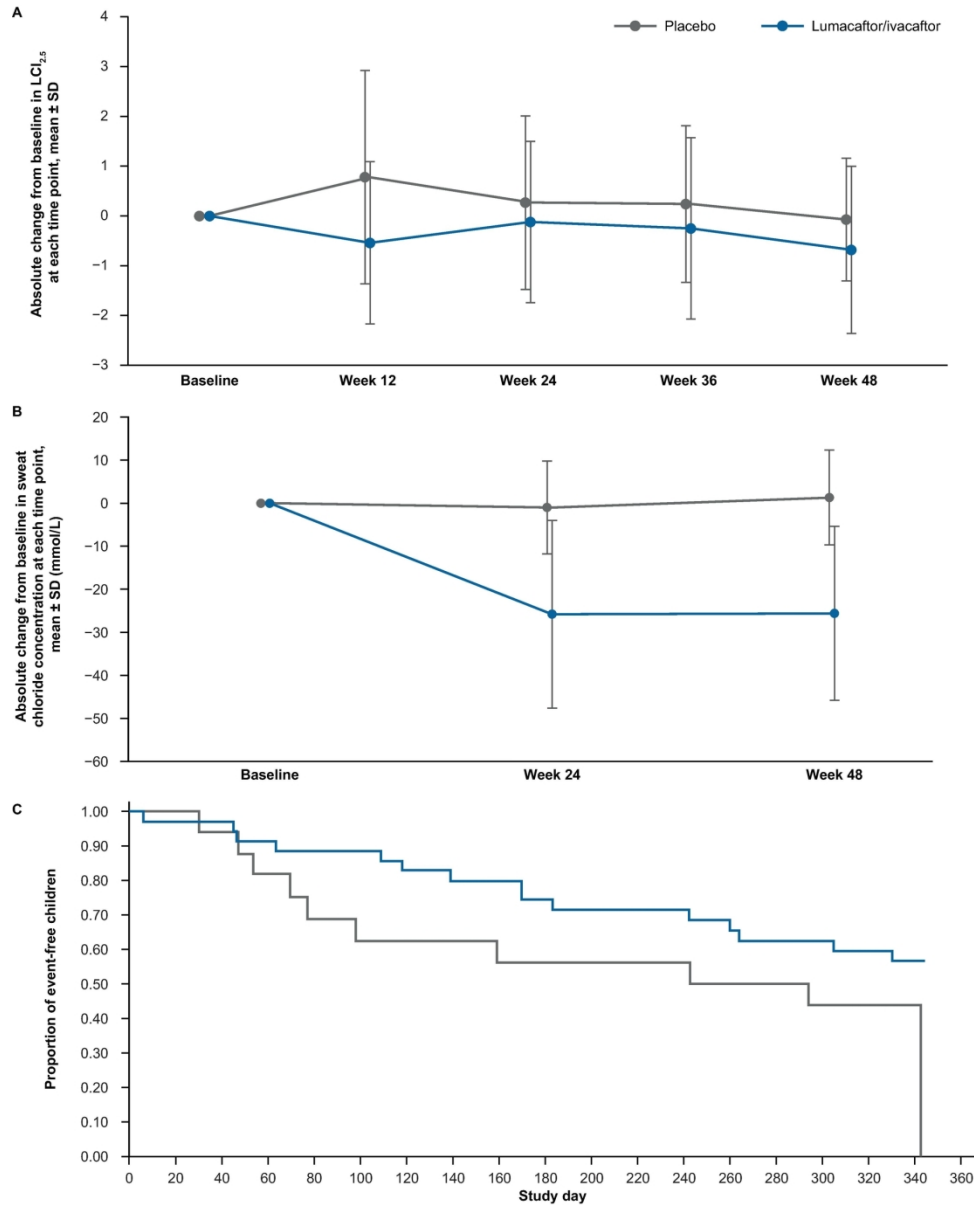 A
Placebo
Lumacaftor/ivacaftor
Absolute change from baseline in LCI2.5
at each time point, mean ± SD
4
3
2
1
0
−1
−2
−3
Baseline
Week 12
Week 24
Week 36
Week 48
B
Absolute change from baseline in sweat
chloride concentration at each time point,
mean ± SD (mmol/L)
20
10
0
−10
−20
−30
−40
−50
−60
Baseline
Week 24
Week 48
C
Proportion of event-free children
1.00
0.90
0.80
0.70
0.60
0.50
0.40
0.30
0.20
0.10
0.00
0 20 40 60 80 100 120 140 160 180 200 220 240 260 280 300 320 340 360
Study day